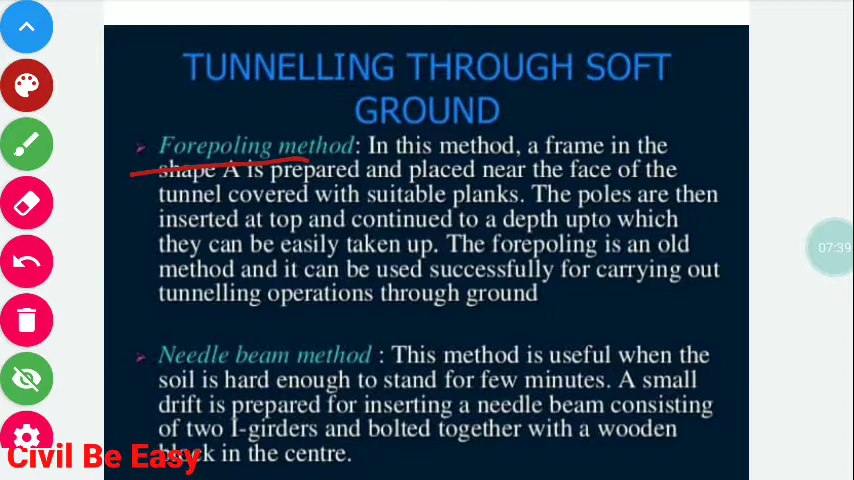 TUNNELLING THROUGH SOFT
GROUND
Forepoling method: In this method, a frame in the
shape A is prepared and placed near the face of the
tunnel covered with suitable planks. The poles are then
inserted at top and continued to a depth upto which
they can be easily taken up. The forepoling is an old
method and it can be used successfully for carrying out
tunnelling operations through ground
07:39
Needle beam method : This method is useful when the
soil is hard enough to stand for few minutes. A small
drift is prepared for inserting a needle beam consisting
of two I-girders and bolted together with a wooden
block in the centre.
Civil Be Easy